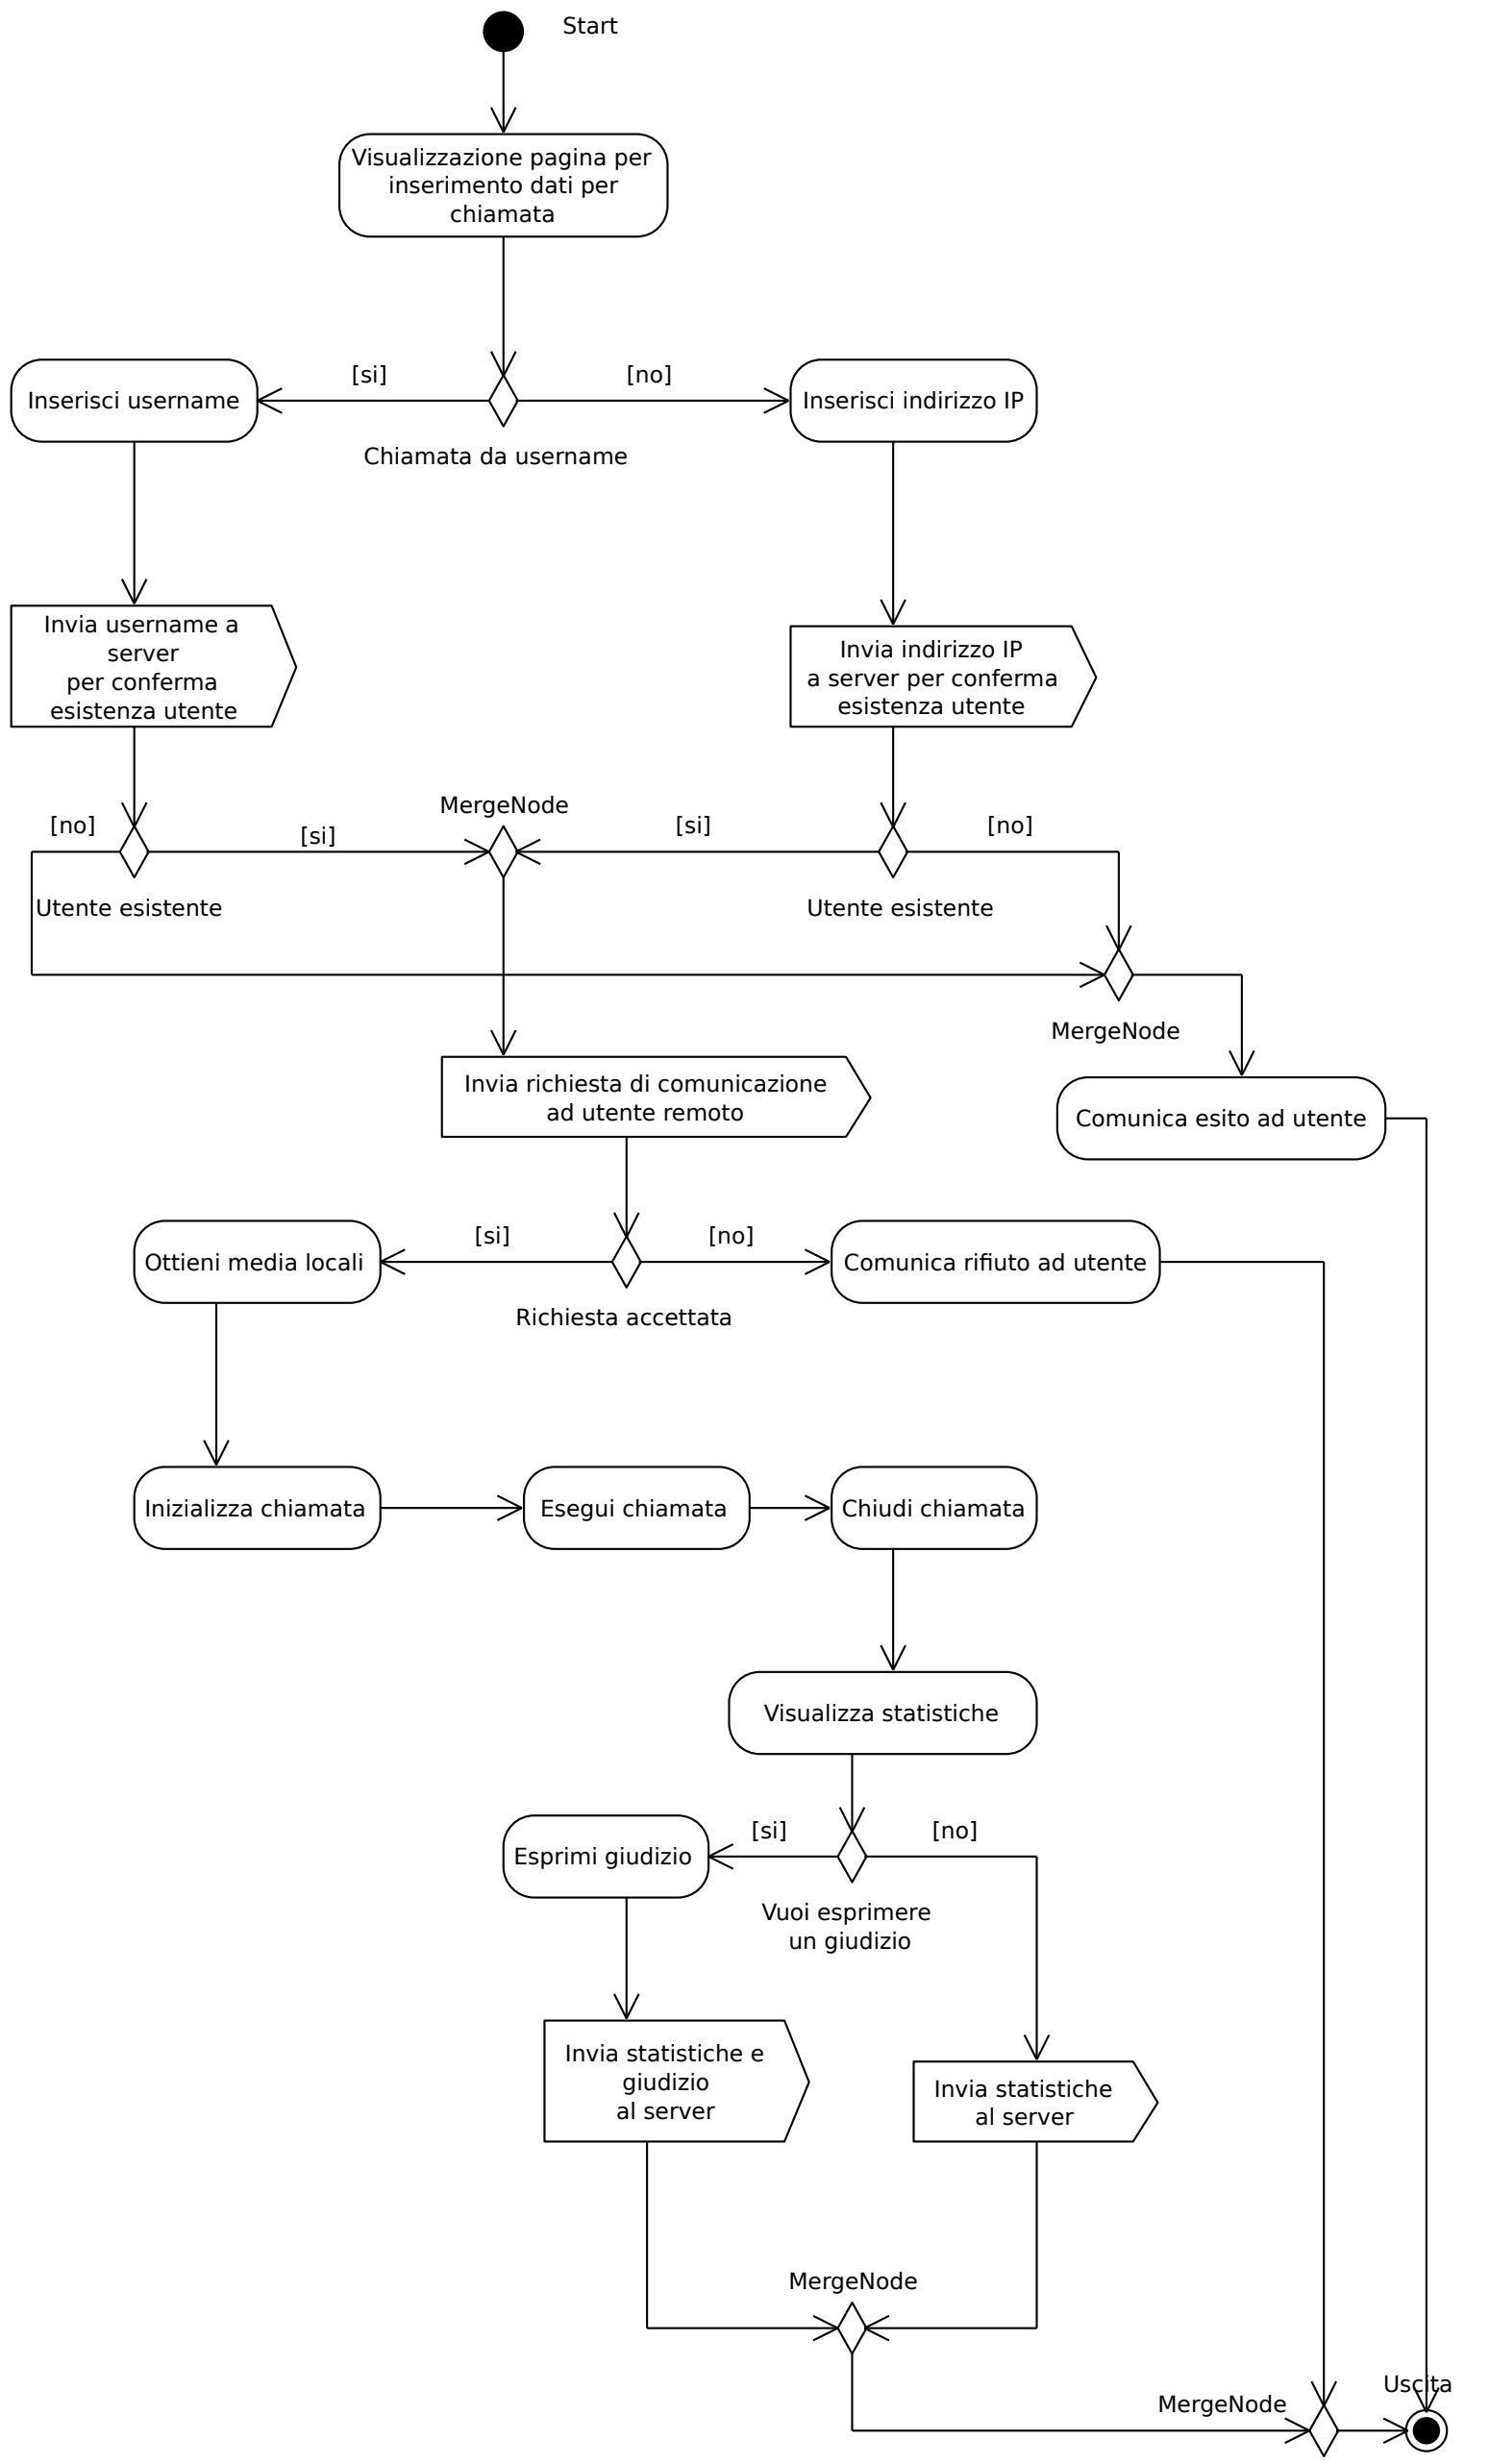 Start
Visualizzazione pagina per
inserimento dati per
chiamata
[si]
[no]
Inserisci username
Inserisci indirizzo IP
Chiamata da username
Invia username a
server
per conferma
esistenza utente
Invia indirizzo IP
a server per conferma
esistenza utente
MergeNode
[no]
[si]
[si]
[no]
Utente esistente
Utente esistente
MergeNode
Invia richiesta di comunicazione
ad utente remoto
Comunica esito ad utente
[si]
[no]
Ottieni media locali
Comunica rifiuto ad utente
Richiesta accettata
Inizializza chiamata
Esegui chiamata
Chiudi chiamata
Visualizza statistiche
[si]
[no]
Esprimi giudizio
Vuoi esprimere
un giudizio
Invia statistiche e
giudizio
al server
Invia statistiche
al server
MergeNode
Uscita
MergeNode